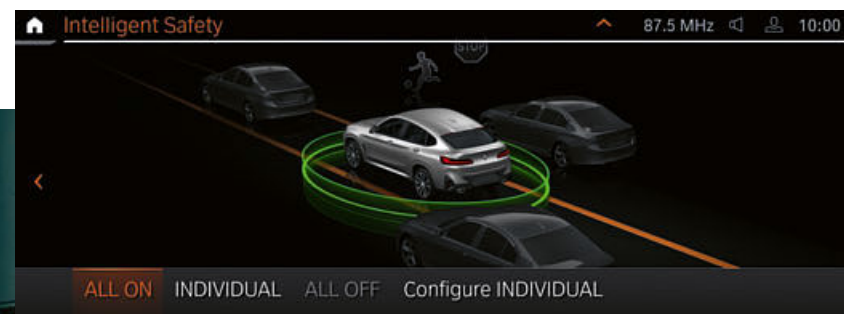 Intelligent Safety 87.5 MHz 10:00
STOP
ALL ON INDIVIDUAL ALL OFF Configure INDIVIDUAL